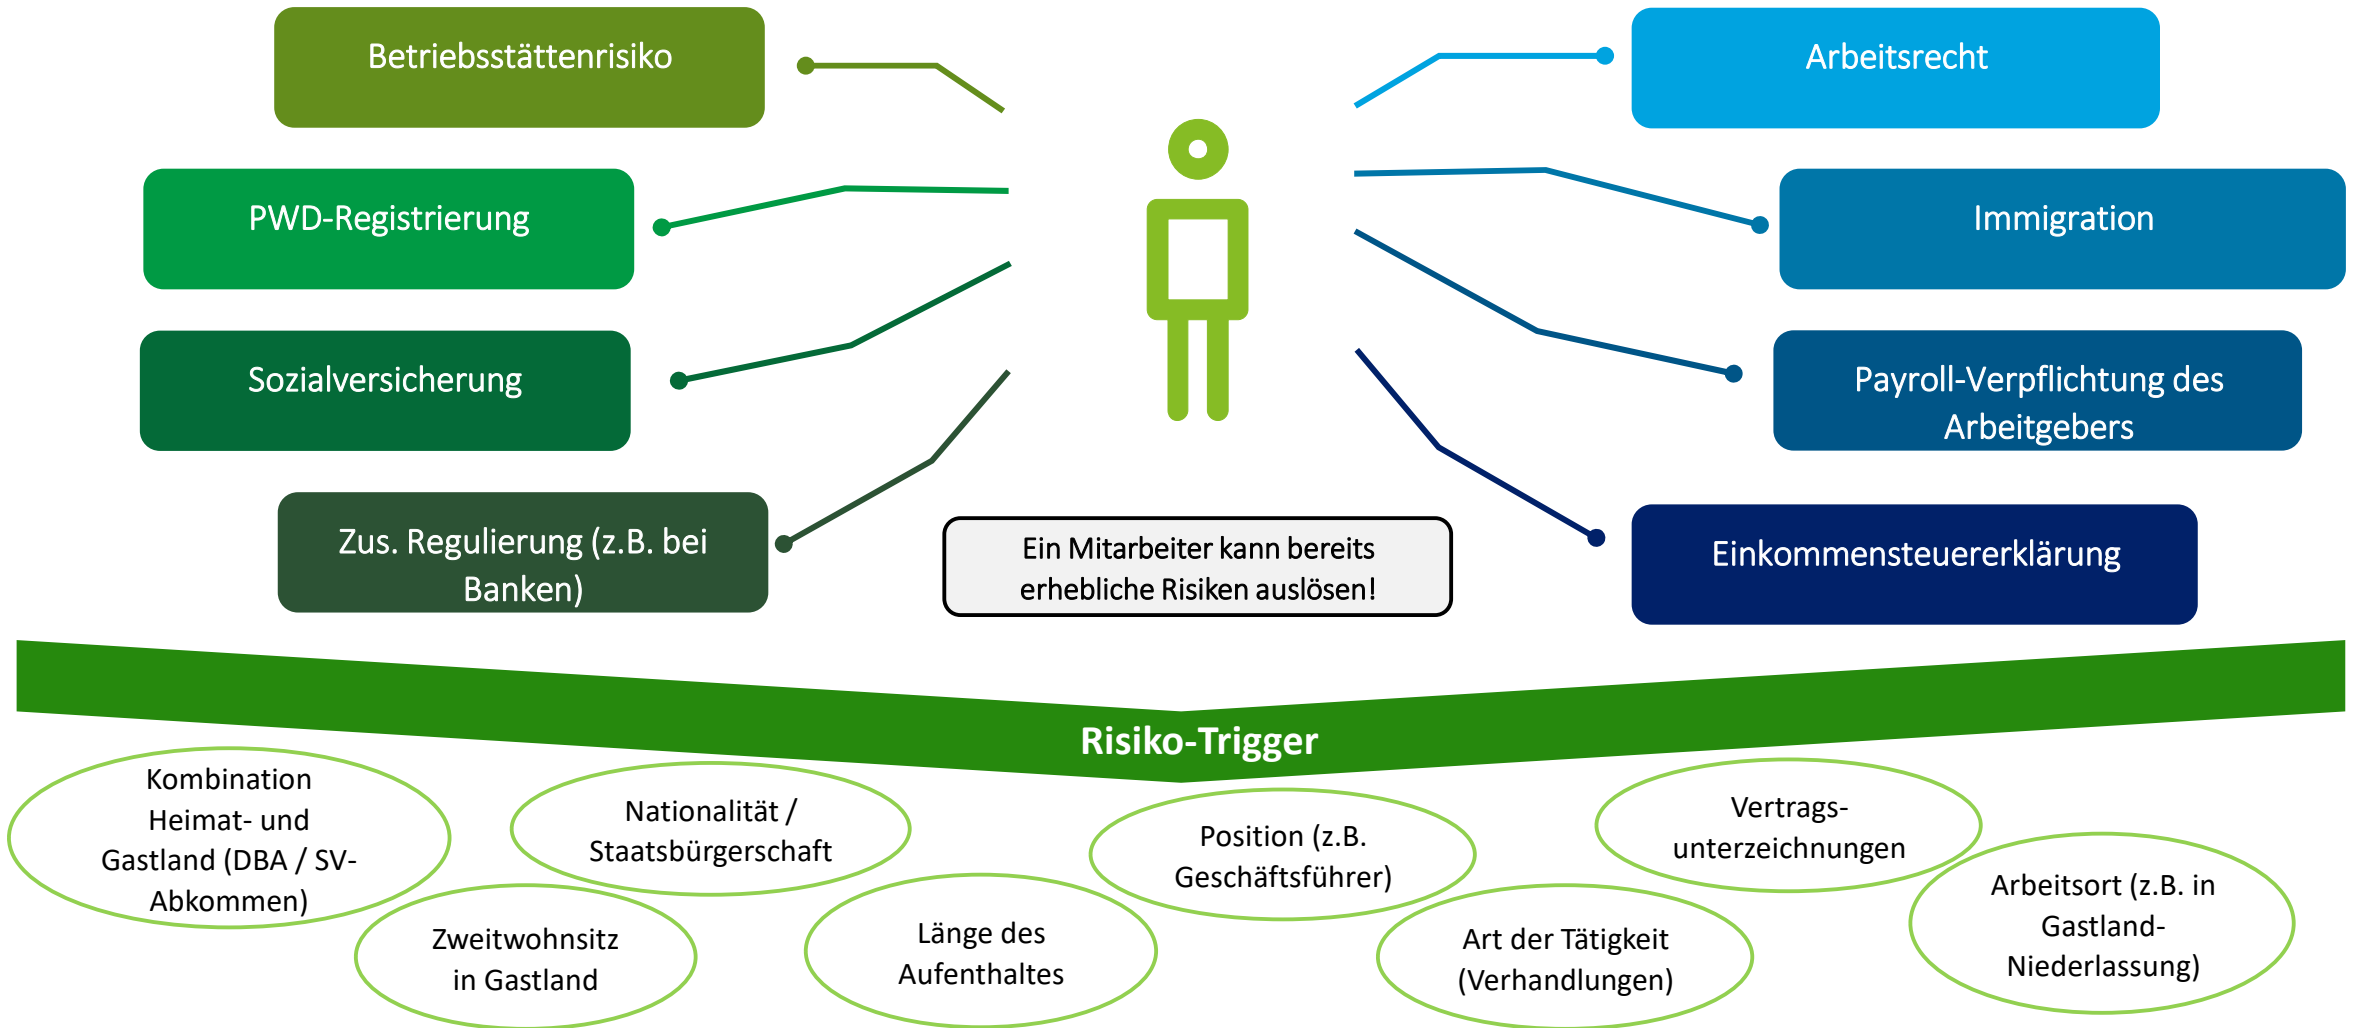 Betriebsstättenrisiko
Arbeitsrecht
PWD-Registrierung
Immigration
Sozialversicherung
Payroll-Verpflichtung des
Arbeitgebers
Zus. Regulierung (z.B. bei
Banken)
Ein Mitarbeiter kann bereits
erhebliche Risiken auslösen!
Einkommensteuererklärung
Risiko-Trigger
Kombination
Heimat- und
Gastland (DBA / SV-
Abkommen)
Nationalität /
Staatsbürgerschaft
Position (z.B.
Geschäftsführer)
Vertrags-
unterzeichnungen
Zweitwohnsitz
in Gastland
Länge des
Aufenthaltes
Art der Tätigkeit
(Verhandlungen)
Arbeitsort (z.B. in
Gastland-
Niederlassung)